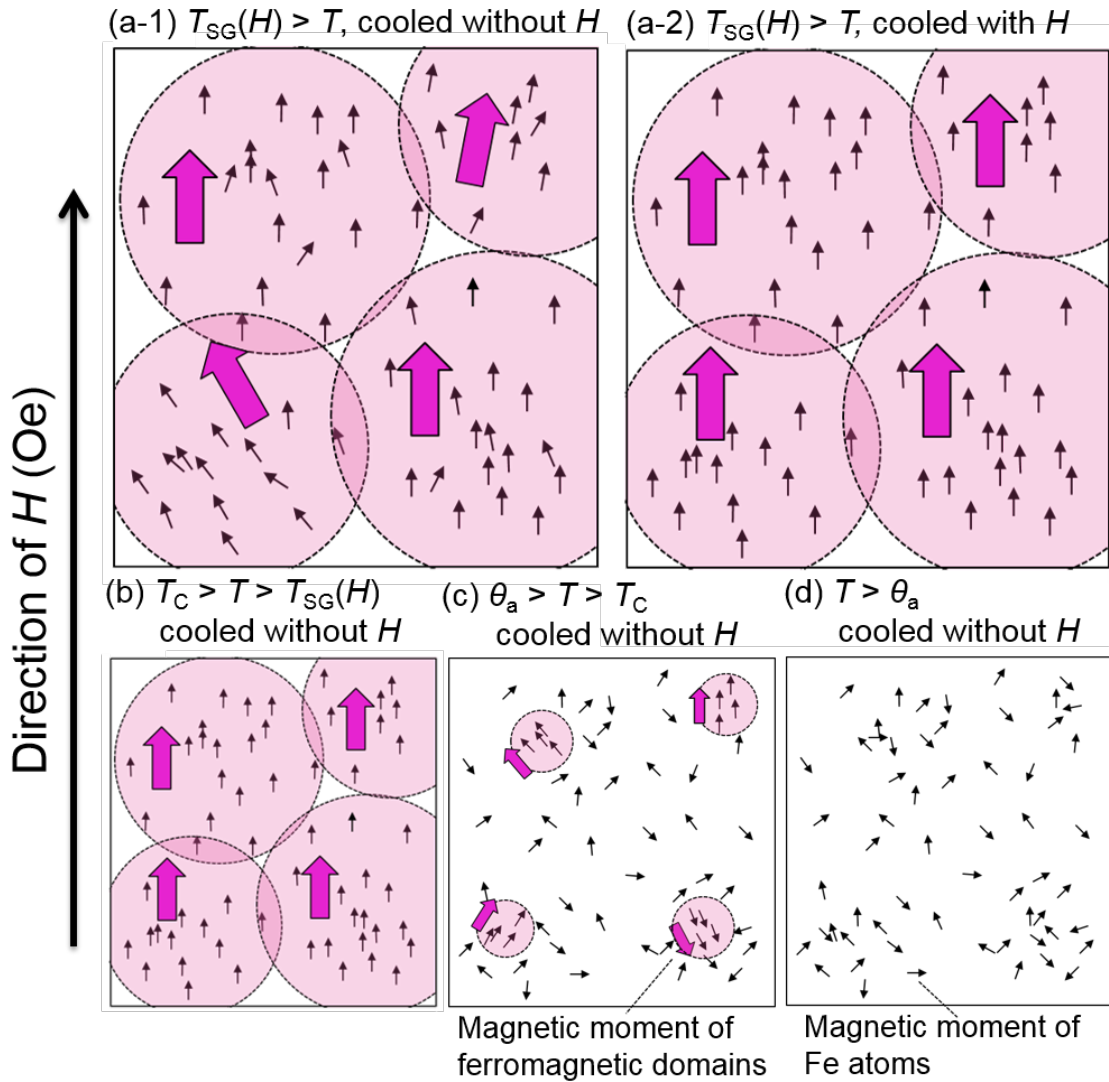 (a-1) TSG(H) > T, cooled without H
(a-2) TSG(H) > T, cooled with H
Direction of H (Oe)
(b) TC > T > TSG(H)
cooled without H
(c) θa > T > TC
cooled without H
(d) T > θa
cooled without H
Magnetic moment of
ferromagnetic domains
Magnetic moment of
Fe atoms